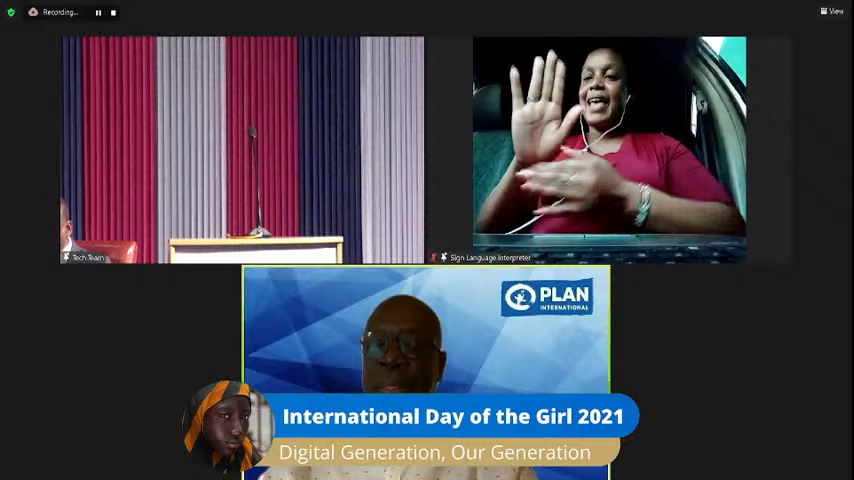 Recording...
View
Tech Team
Sign Language Interpreter
PLAN
INTERNATIONAL
International Day of the Girl 2021
Digital Generation, Our Generation